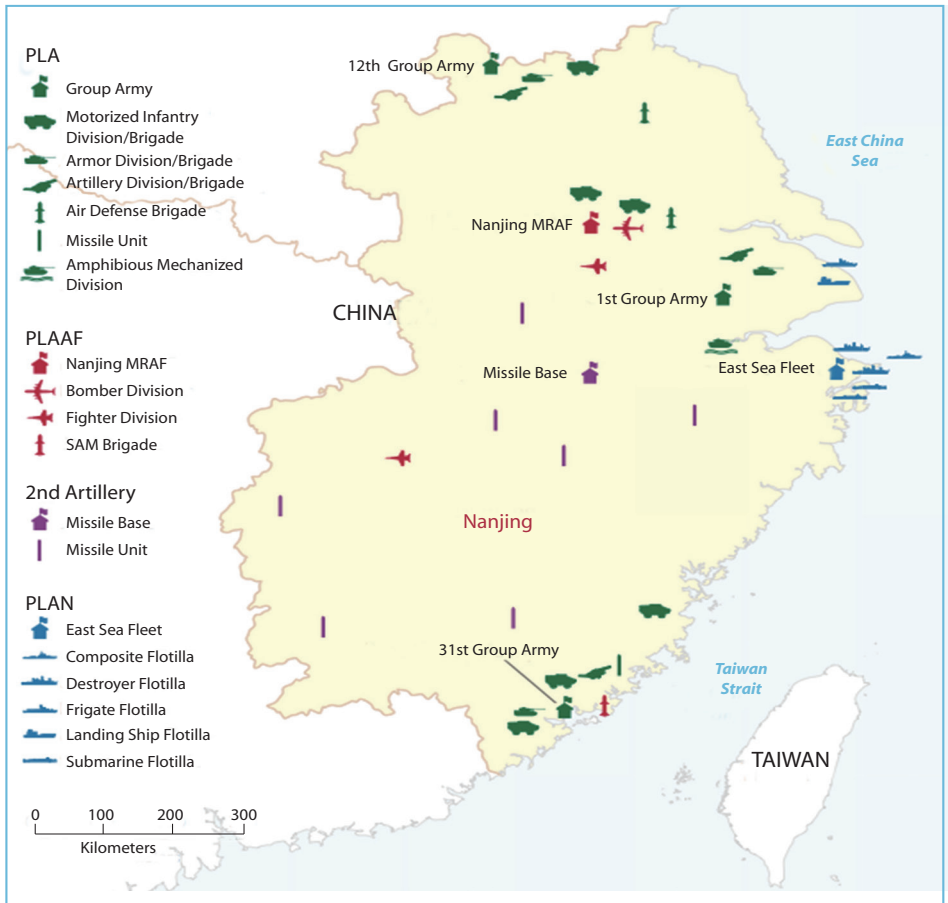 PLA
Group Army
Motorized Infantry
Division/Brigade
Armor Division/Brigade
Artillery Division/Brigade
Air Defense Brigade
Missile Unit
Amphibious Mechanized
Division
PLAAF
Nanjing MRAF
Bomber Division
Fighter Division
SAM Brigade
2nd Artillery
Missile Base
Missile Unit
PLAN
East Sea Fleet
Composite Flotilla
Destroyer Flotilla
Frigate Flotilla
Landing Ship Flotilla
Submarine Flotilla
0 100 200 300
Kilometers
12th Group Army
East China
Sea
Nanjing MRAF
1st Group Army
CHINA
Missile Base
East Sea Fleet
Nanjing
31st Group Army
Taiwan
Strait
TAIWAN